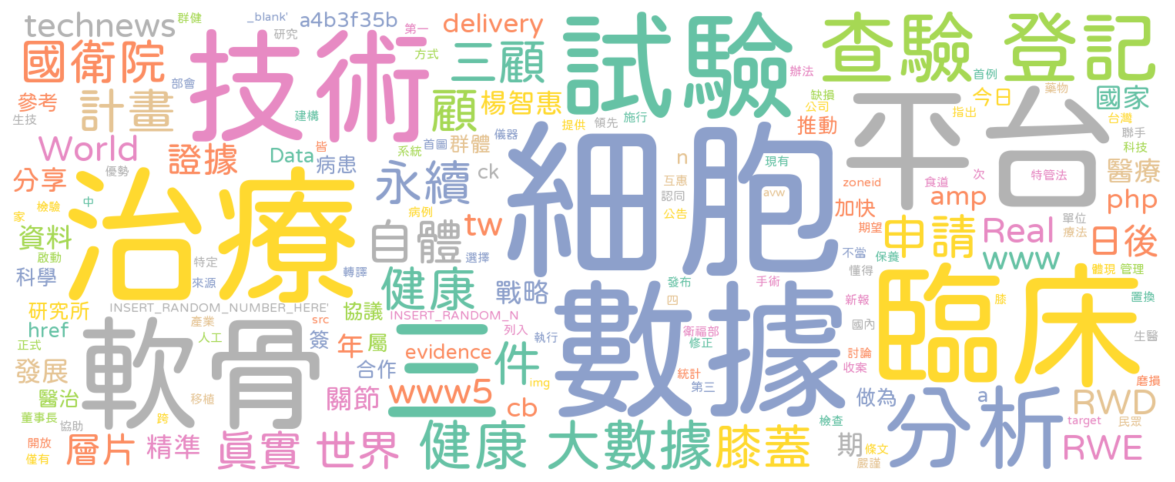 technews
群健
_blank'
a4b3f35b
第一
delivery
國衛院
技術
研究
方式
三顧
試驗
辦法
查驗
登記
參考
計畫
部會
顧
楊智惠
缺損
首例
今日
藥物
國家
生技
建構
首圖
群體
儀器
提供
領先
施行
公司
推動
平台
指出
台灣
聯手
科技
World
證據
優勢
Data
皆
病患
系統
永續
ck
n
互惠
認同
現有
avw
zoneid
食道
次
特管法
醫療
分享
治療
中
檢驗
家
資料
啟動
自體
病例
公告
tw
選擇
細胞
加快
期望
amp
申請
Real
單位
療法
php
日後
科學
特定
來源
轉譯
健康
戰略
發布
四
手術
不當
懂得
保養
www
體現
管理
研究所
INSERT_RANDOM_NUMBER_HERE'
協議
INSERT_RANDOM_N
衛福部
修正
數據
新報
國內
臨床
膝
置換
生醫
href
正式
軟骨
產業
人工
src
簽
年
屬
三
列入
執行
件
發展
合作
evidence
img
統計
第三
討論
收案
磨損
醫治
董事長
移植
關節
www5
cb
做為
分析
a
RWD
target
民眾
協助
跨
開放
僅有
層片
精準
真實
世界
健康
大數據
膝蓋
檢查
期
條文
嚴謹
RWE